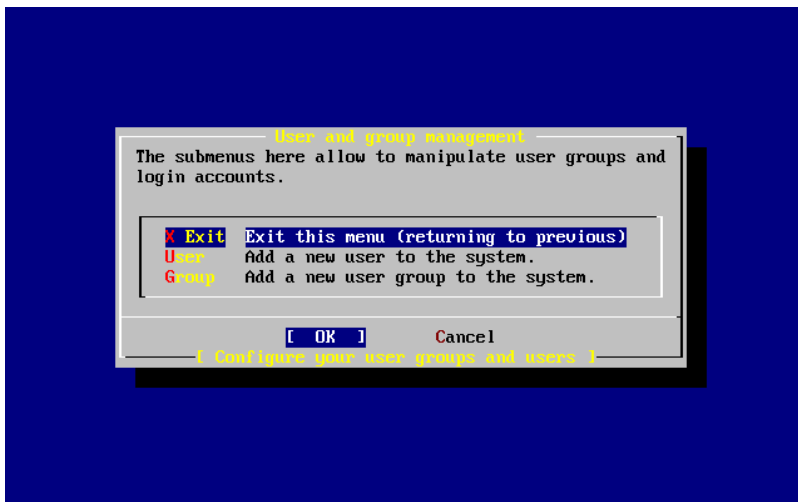 User and group management
The submenus here allow to manipulate user groups and
login accounts.
X Exit Exit this menu (returning to previous)
User Add a new user to the system.
Group Add a new user group to the system.
[ OK ] Cancel
[ Configure your user groups and users ]